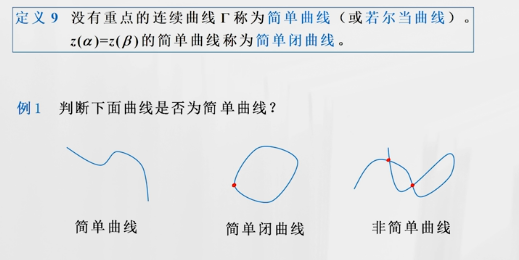 定义 9 没有重点的连续曲线 Γ 称为简单曲线（或若尔当曲线）。
z(α)=z(β)的简单曲线称为简单闭曲线。
例 1 判断下面曲线是否为简单曲线？
简单曲线 简单闭曲线 非简单曲线